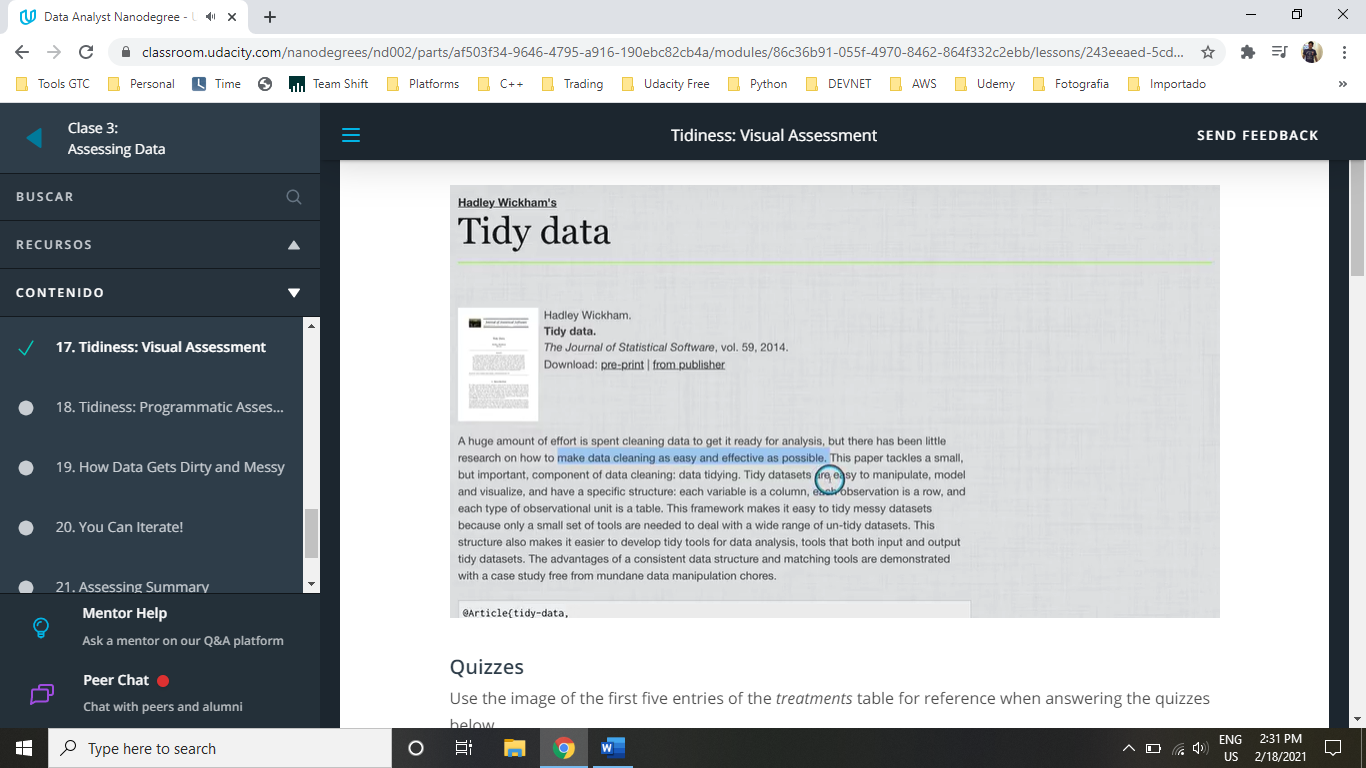 Data Analyst Nanodegree - U
classroom.udacity.com/nanodegrees/nd002/parts/af503f34-9646-4795-a916-190ebc82cb4a/modules/86c36b91-055f-4970-8462-864f332c2ebb/lessons/243eeaed-5cd...
Tools GTC Personal Time Team Shift Platforms C++ Trading Udacity Free Python DEVNET AWS Udemy Fotografia Importado »
Clase 3:
Assessing Data
Tidiness: Visual Assessment
SEND FEEDBACK
BUSCAR
RECURSOS
CONTENIDO
17. Tidiness: Visual Assessment
18. Tidiness: Programmatic Asses...
19. How Data Gets Dirty and Messy
20. You Can Iterate!
21. Assessing Summary
Mentor Help
Ask a mentor on our Q&A platform
Peer Chat
Chat with peers and alumni
Hadley Wickham's
Tidy data
Hadley Wickham.
Tidy data.
The Journal of Statistical Software, vol. 59, 2014.
Download: pre-print | from publisher
A huge amount of effort is spent cleaning data to get it ready for analysis, but there has been little
research on how to make data cleaning as easy and effective as possible. This paper tackles a small,
but important, component of data cleaning: data tidying. Tidy datasets are easy to manipulate, model
and visualize, and have a specific structure: each variable is a column, each observation is a row, and
each type of observational unit is a table. This framework makes it easy to tidy messy datasets
because only a small set of tools are needed to deal with a wide range of un-tidy datasets. This
structure also makes it easier to develop tidy tools for data analysis, tools that both input and output
tidy datasets. The advantages of a consistent data structure and matching tools are demonstrated
with a case study free from mundane data manipulation chores.
@Article{tidy-data,
Quizzes
Use the image of the first five entries of the treatments table for reference when answering the quizzes
below
Type here to search
ENG
US
2:31 PM
2/18/2021